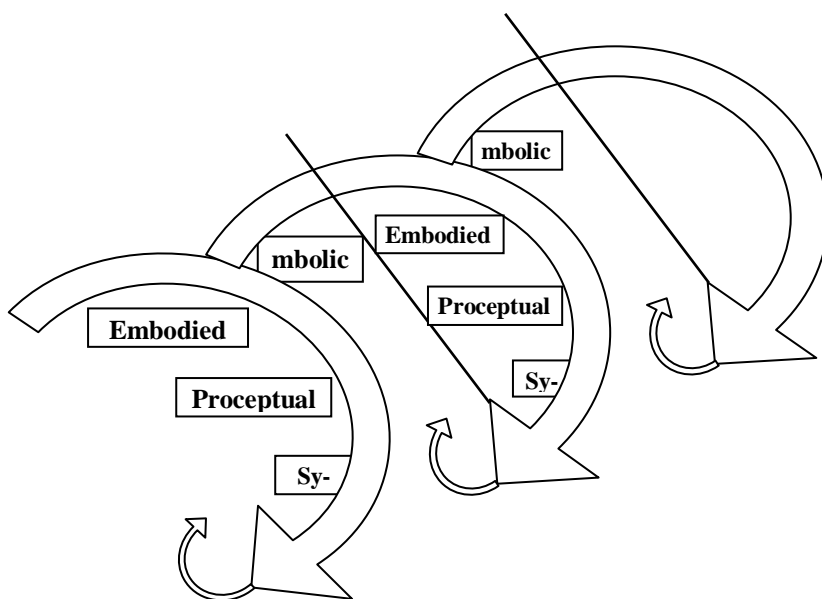 mbolic
Embodied
mbolic
Proceptual
Embodied
Sy-
Proceptual
Sy-